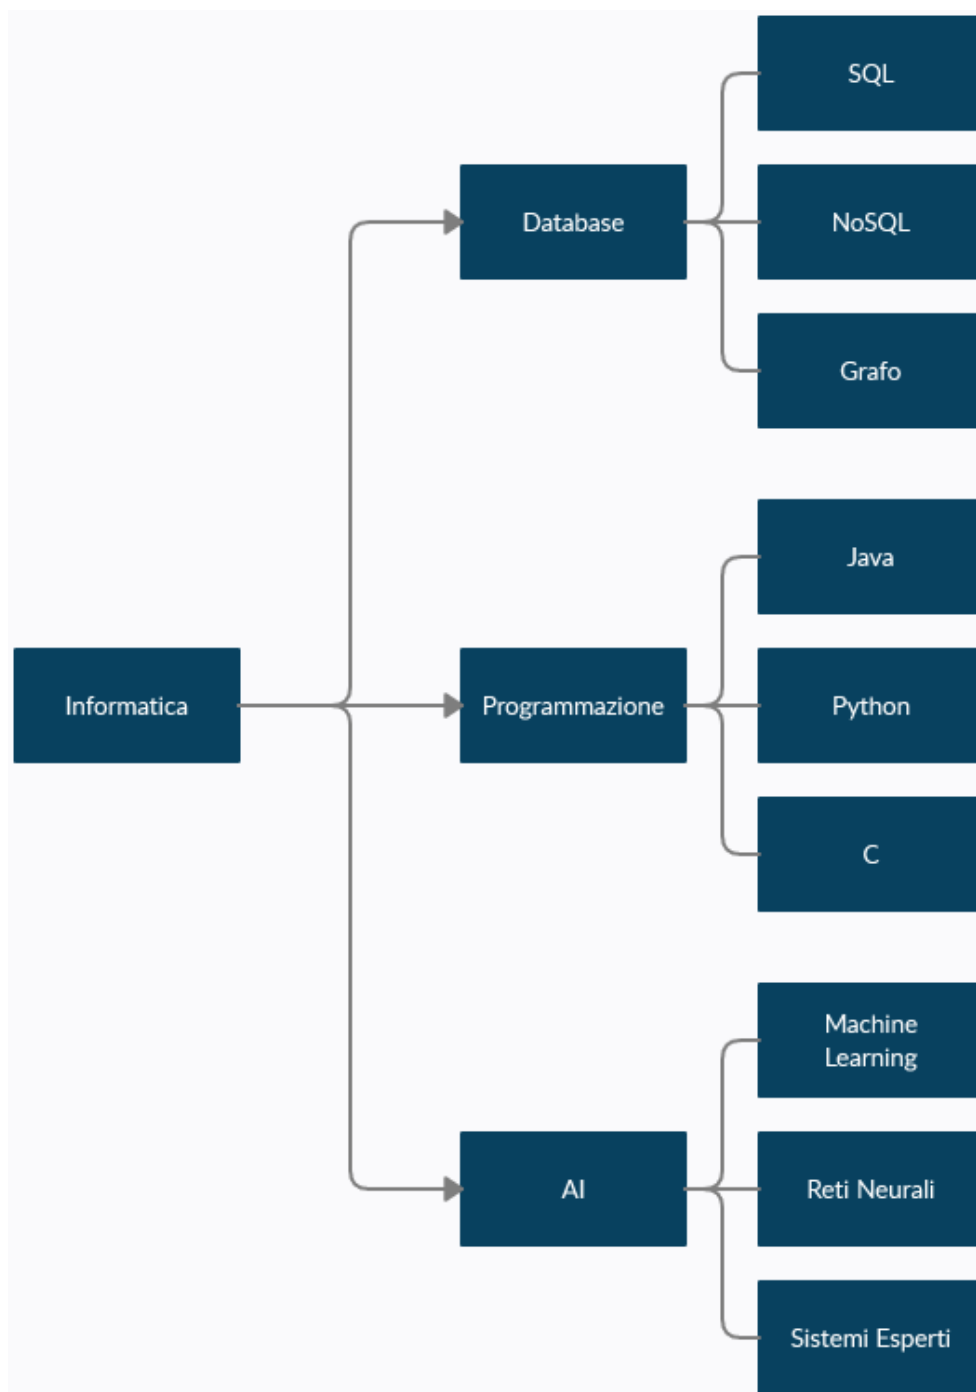 SQL
Database
NoSQL
Grafo
Java
Informatica
Programmazione
Python
C
Machine
Learning
AI
Reti Neurali
Sistemi Esperti